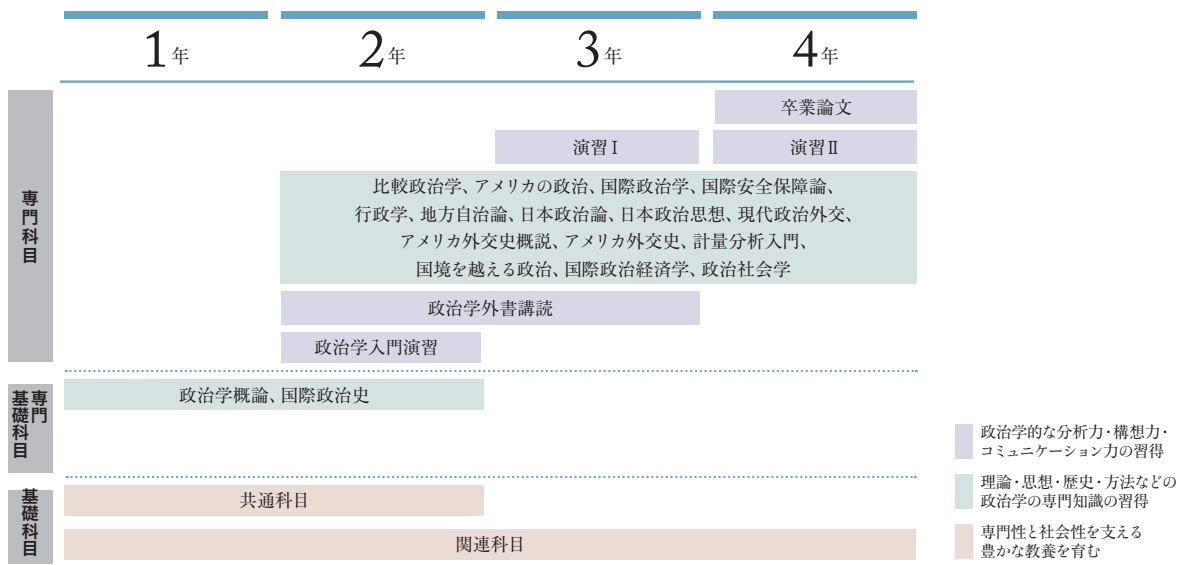 1年
2年
3年
4年
専門科目
卒業論文
演習Ⅰ
演習Ⅱ
比較政治学、アメリカの政治、国際政治学、国際安全保障論、
行政学、地方自治論、日本政治論、日本政治思想、現代政治外交、
アメリカ外交史概説、アメリカ外交史、計量分析入門、
国境を越える政治、国際政治経済学、政治社会学
政治学外書講読
政治学入門演習
専門
基礎科目
政治学概論、国際政治史
基礎科目
共通科目
関連科目
政治学的な分析力・構想力・
コミュニケーション力の習得
理論・思想・歴史・方法などの
政治学の専門知識の習得
専門性と社会性を支える
豊かな教養を育む